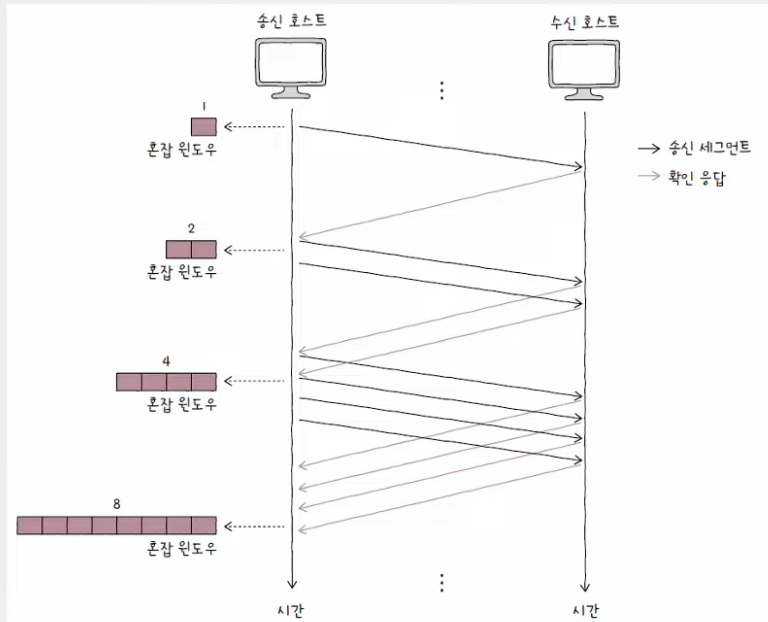 송신 호스트
수신 호스트
1
혼잡 윈도우
송신 세그먼트
확인 응답
2
혼잡 윈도우
4
혼잡 윈도우
8
혼잡 윈도우
시간
시간